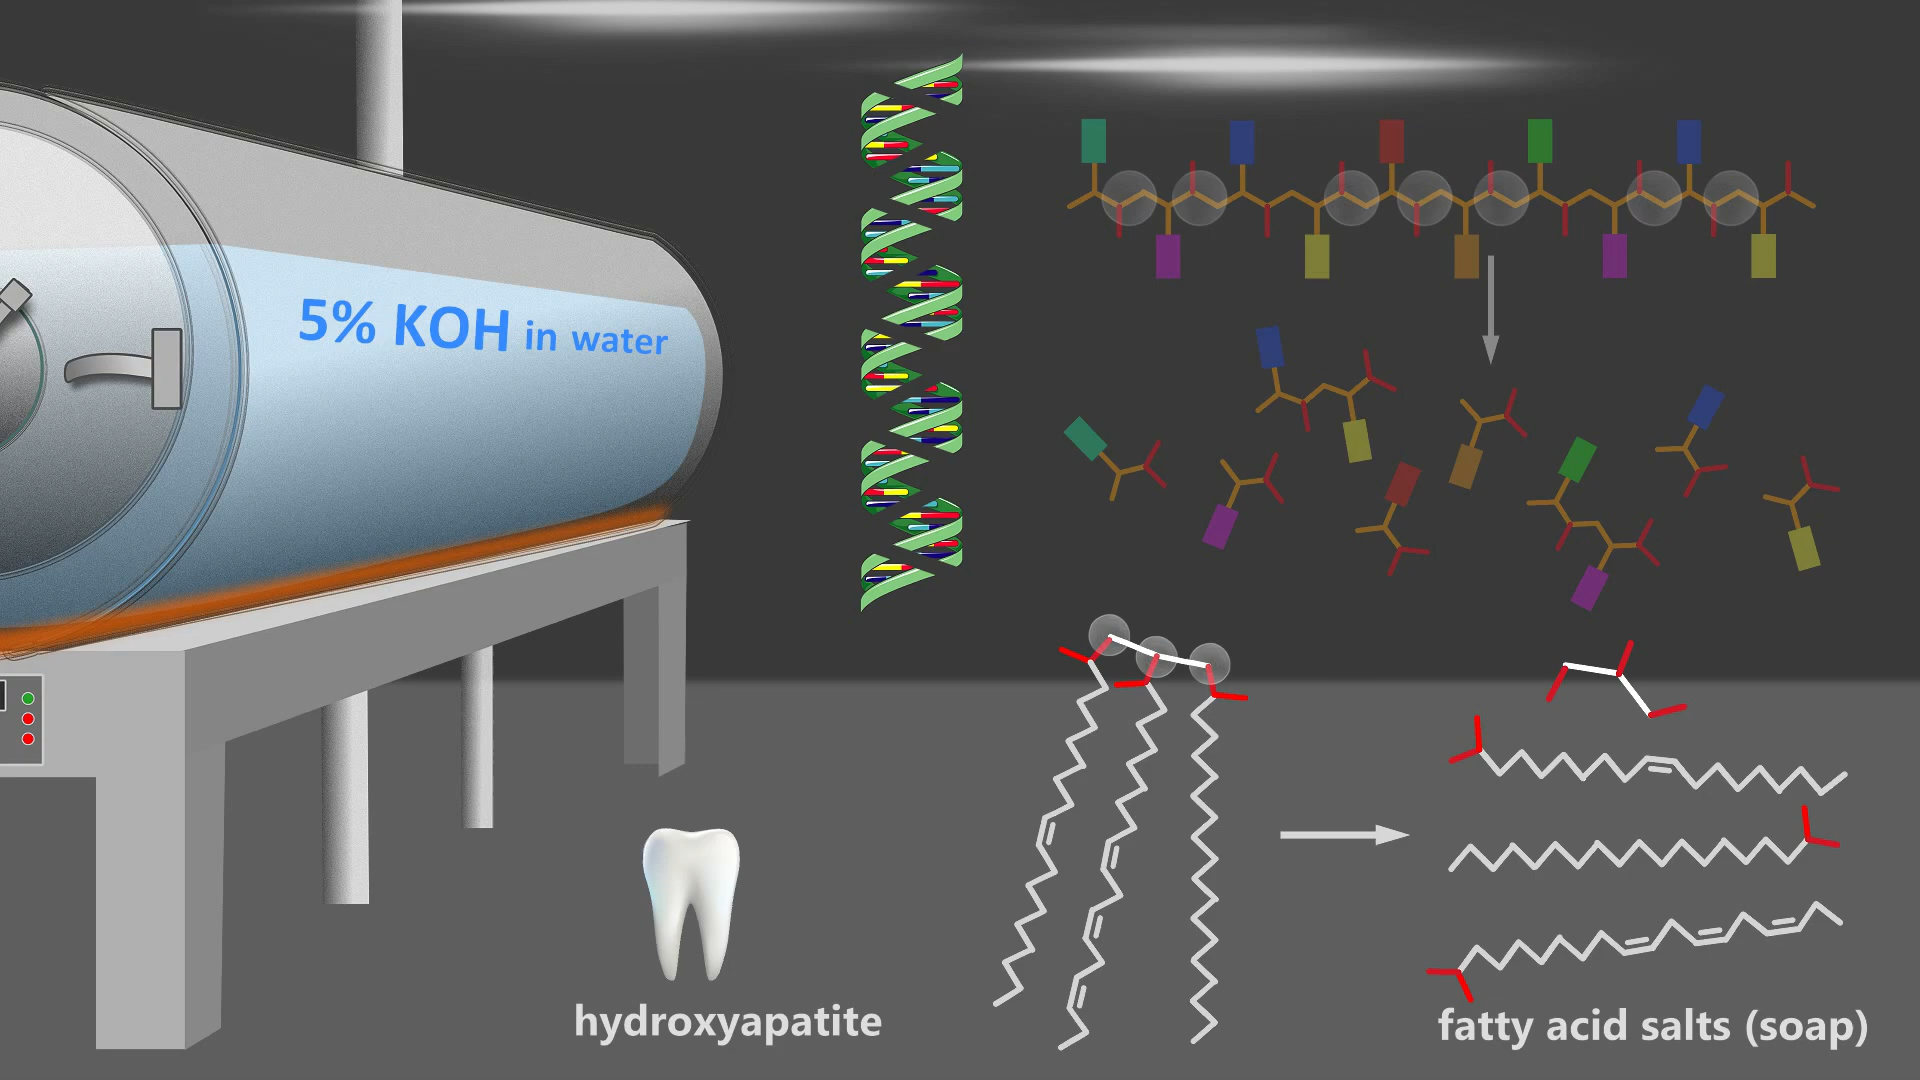 5% KOH in water
hydroxyapatite
fatty acid salts (soap)